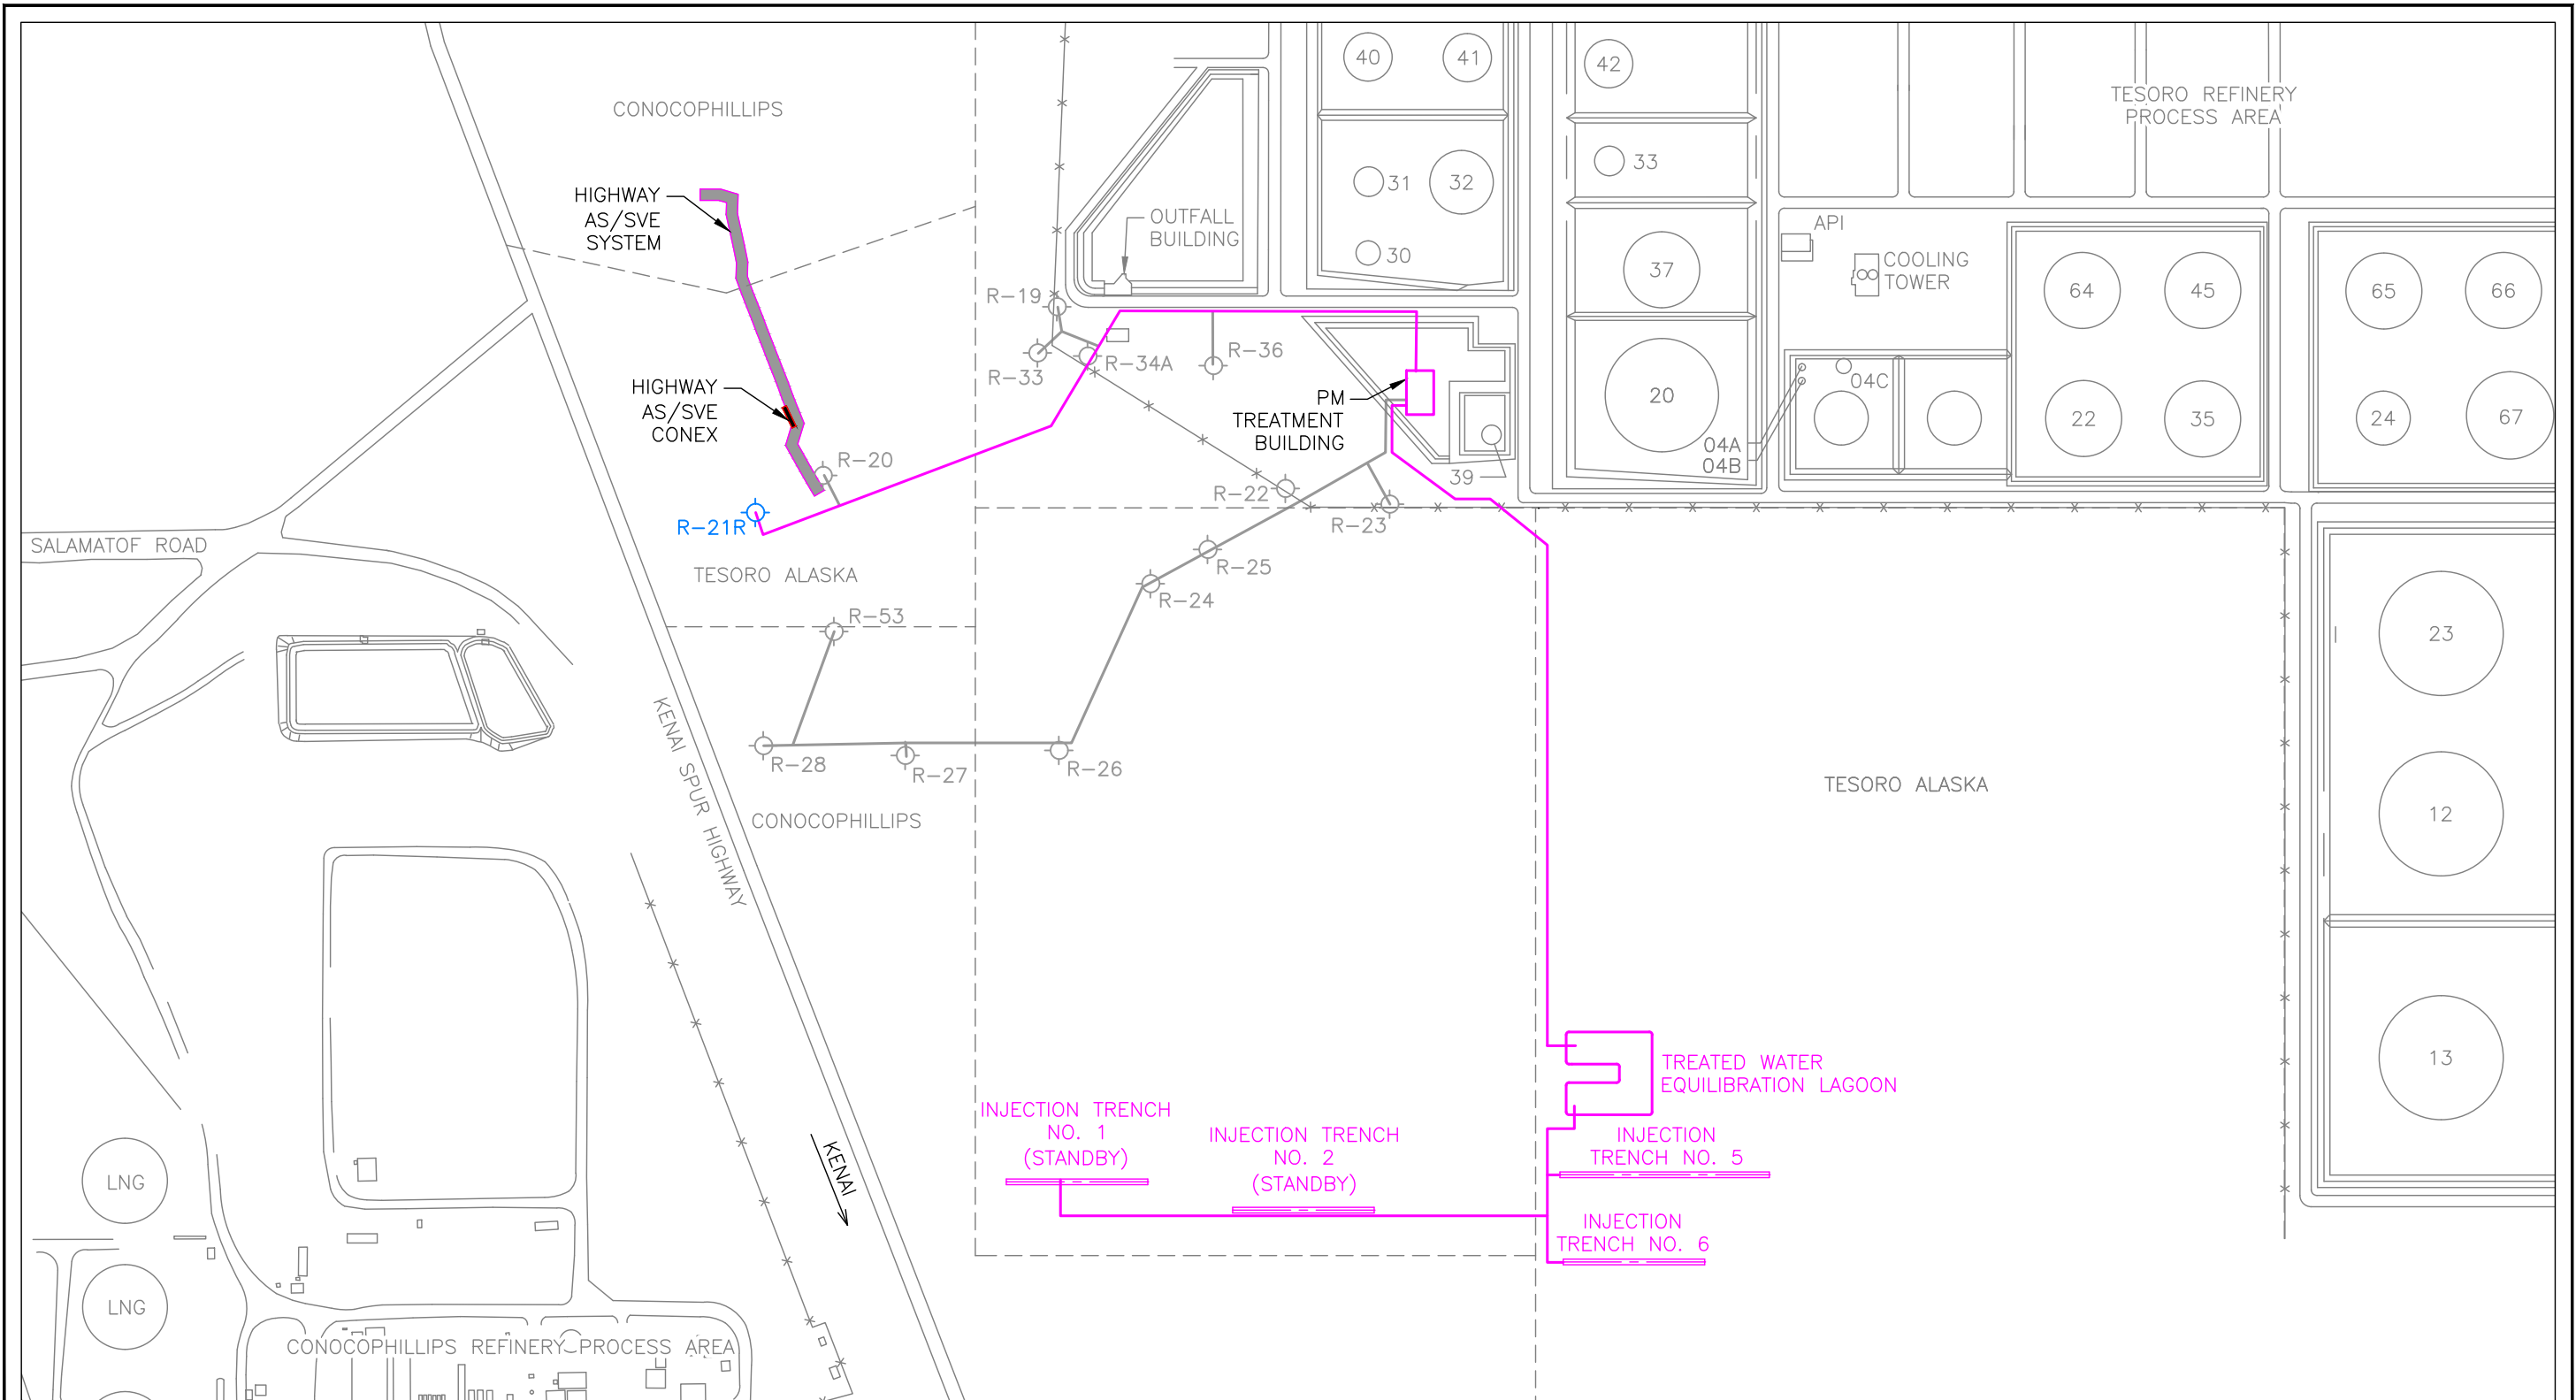 40
41
42
TESORO REFINERY
PROCESS AREA
CONOCOPHILLIPS
33
31
32
HIGHWAY
AS/SVE
SYSTEM
OUTFALL
BUILDING
API
30
37
COOLING
TOWER
64
45
65
66
R-19
R-36
R-33
R-34A
04C
HIGHWAY
AS/SVE
CONEX
PM
TREATMENT
BUILDING
20
22
35
24
67
04A
04B
R-20
39
R-22
R-21R
R-23
SALAMATOF ROAD
R-25
TESORO ALASKA
R-24
R-53
23
KENAI SPUR HIGHWAY
R-28
R-27
R-26
TESORO ALASKA
12
CONOCOPHILLIPS
13
TREATED WATER
EQUILIBRATION LAGOON
INJECTION TRENCH
NO. 1
(STANDBY)
INJECTION TRENCH
NO. 2
(STANDBY)
INJECTION
TRENCH NO. 5
KENAI
LNG
INJECTION
TRENCH NO. 6
LNG
CONOCOPHILLIPS REFINERY PROCESS AREA